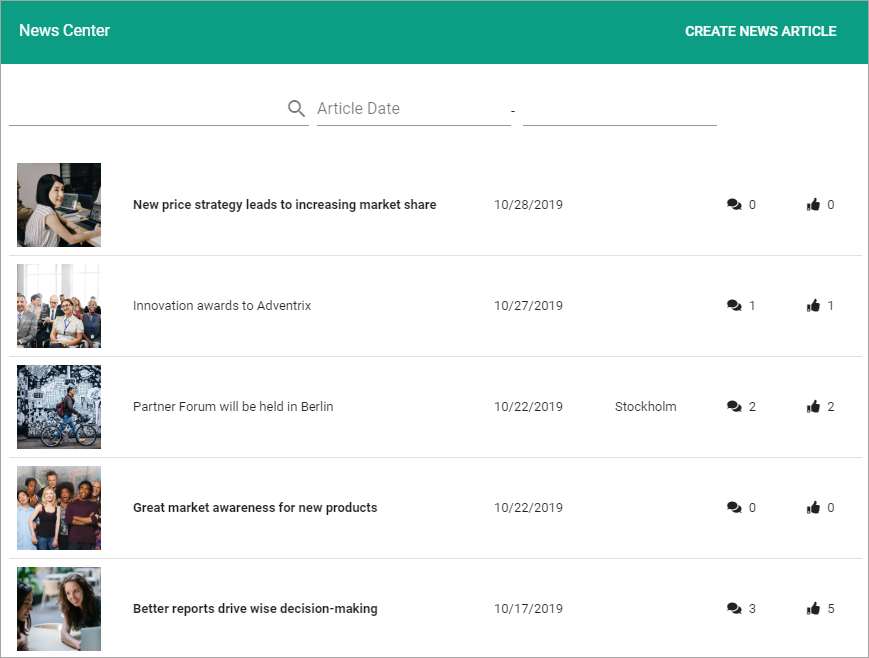 News Center CREATE NEWS ARTICLE
Article Date -
New price strategy leads to increasing market share 10/28/2019 0 0
Innovation awards to Adventrix 10/27/2019 1 1
Partner Forum will be held in Berlin 10/22/2019 Stockholm 2 2
Great market awareness for new products 10/22/2019 0 0
Better reports drive wise decision-making 10/17/2019 3 5